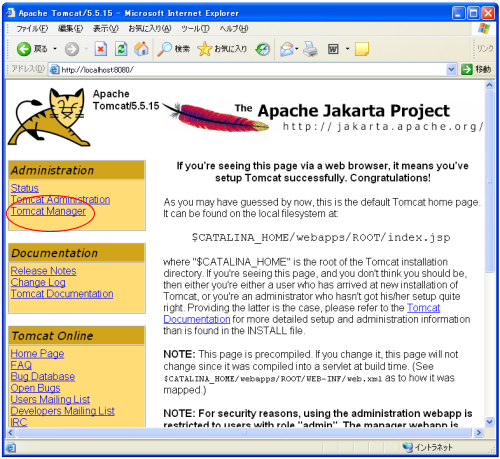 Apache Tomcat/5.5.15 - Microsoft Internet Explorer
ファイル(F) 編集(E) 表示(V) お気に入り(A) ツール(T) ヘルプ(H)
戻る 検索 お気に入り リンク
アドレス(D) http://localhost:8080/ 移動
Apache
Tomcat/5.5.15
The Apache Jakarta Project
http://jakarta.apache.org/
Administration
Status
Tomcat Administration
Tomcat Manager
Documentation
Release Notes
Change Log
Tomcat Documentation
Tomcat Online
Home Page
FAQ
Bug Database
Open Bugs
Users Mailing List
Developers Mailing List
IRC
If you're seeing this page via a web browser, it means you've
setup Tomcat successfully. Congratulations!
As you may have guessed by now, this is the default Tomcat home page.
It can be found on the local filesystem at:
$CATALINA_HOME/webapps/ROOT/index.jsp
where "$CATALINA_HOME" is the root of the Tomcat installation
directory. If you're seeing this page, and you don't think you should be,
then either you're either a user who has arrived at new installation of
Tomcat, or you're an administrator who hasn't got his/her setup quite
right. Providing the latter is the case, please refer to the Tomcat
Documentation for more detailed setup and administration information
than is found in the INSTALL file.
NOTE: This page is precompiled. If you change it, this page will not
change since it was compiled into a servlet at build time. (See
$CATALINA_HOME/webapps/ROOT/WEB-INF/web.xml as to how it was
mapped.)
NOTE: For security reasons, using the administration webapp is
restricted to users with role "admin". The manager webapp is
イントラネット